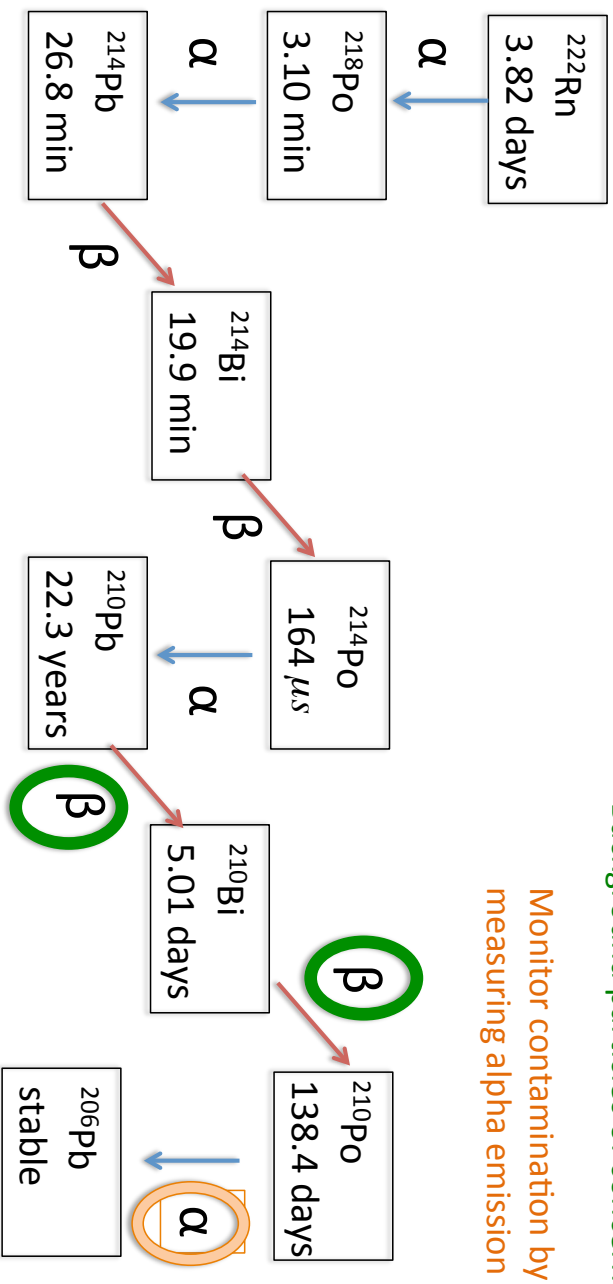 Monitor contamination by
measuring alpha emission
²²²Rn
3.82 days
α
²¹⁸Po
3.10 min
α
²¹⁴Pb
26.8 min
β
²¹⁴Bi
19.9 min
β
²¹⁴Po
164 μs
α
²¹⁰Pb
22.3 years
β
²¹⁰Bi
5.01 days
β
²¹⁰Po
138.4 days
α
²⁰⁶Pb
stable